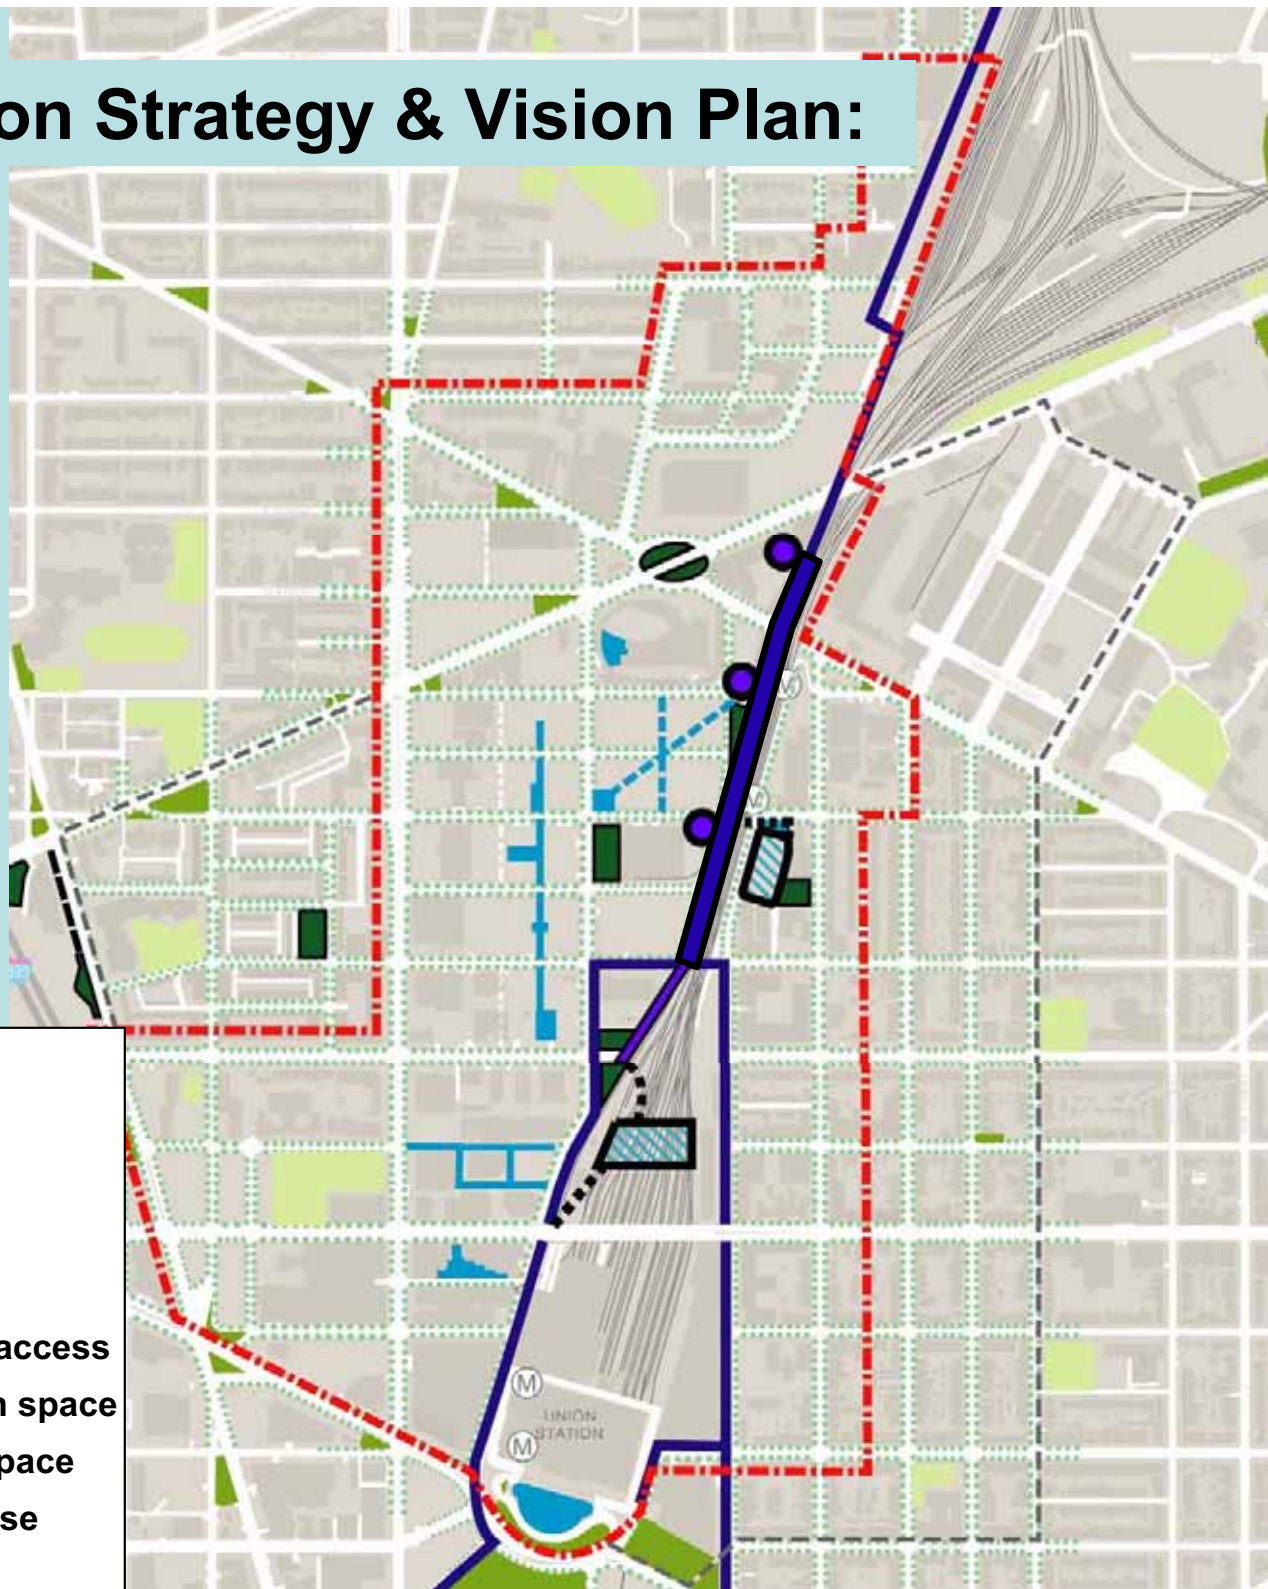 on Strategy & Vision Plan:
M
M
access
n space
pace
se
M
UNION
STATION
M